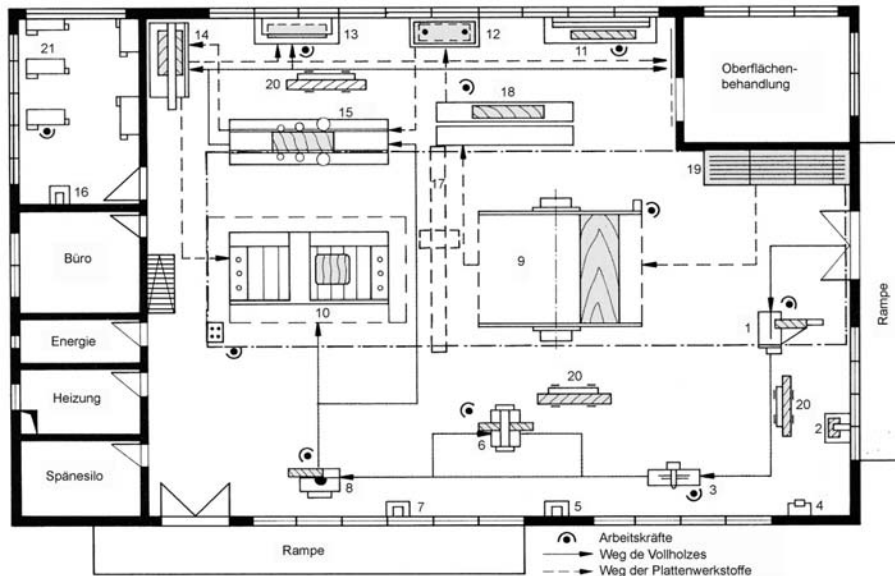 21
14
13
12
11
Oberflächen-
behandlung
20
18
15
17
19
16
9
Büro
10
1
Rampe
Energie
20
20
Heizung
2
6
Spänesilo
8
3
7
5
4
Rampe
Arbeitskräfte
Weg de Vollholzes
Weg der Plattenwerkstoffe